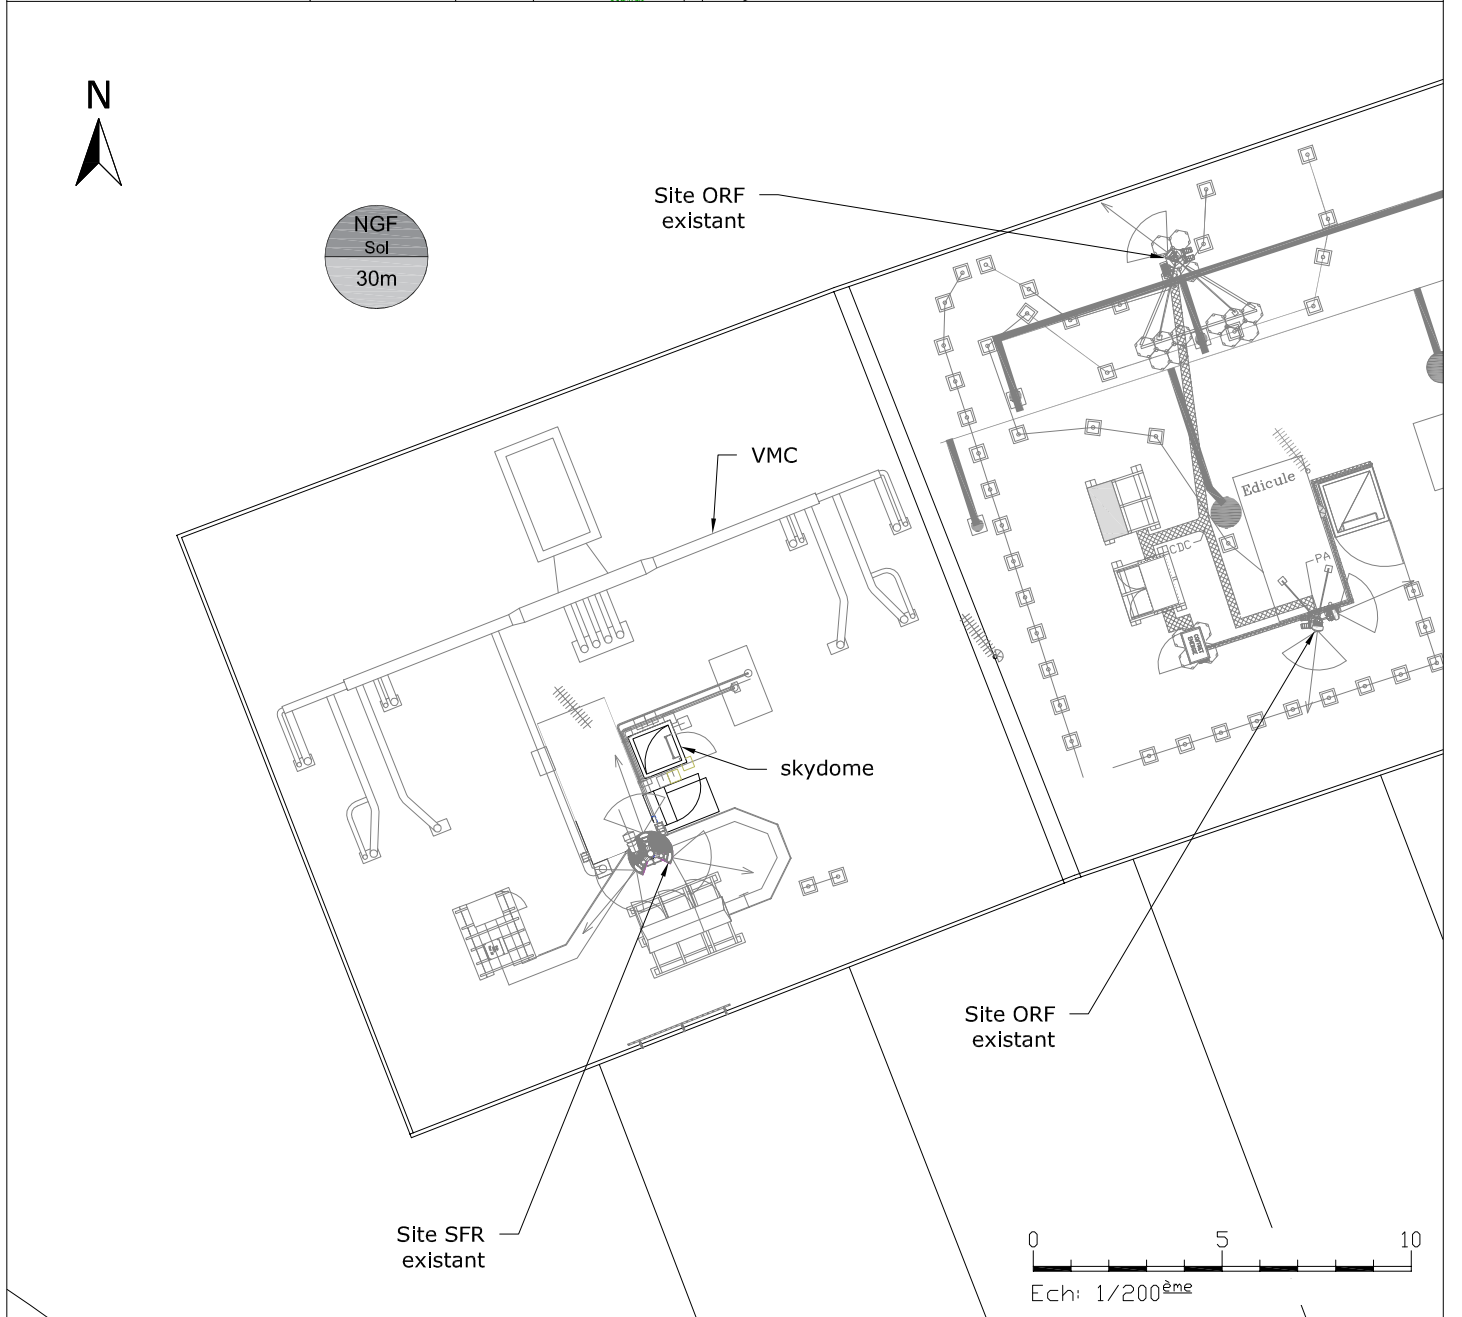 N
NGF
Sol
30m
Site ORF
existant
VMC
Edicule
CDC
PA
COFFRET
skydome
Site ORF
existant
Site SFR
existant
0 5 10
Ech: 1/200ème